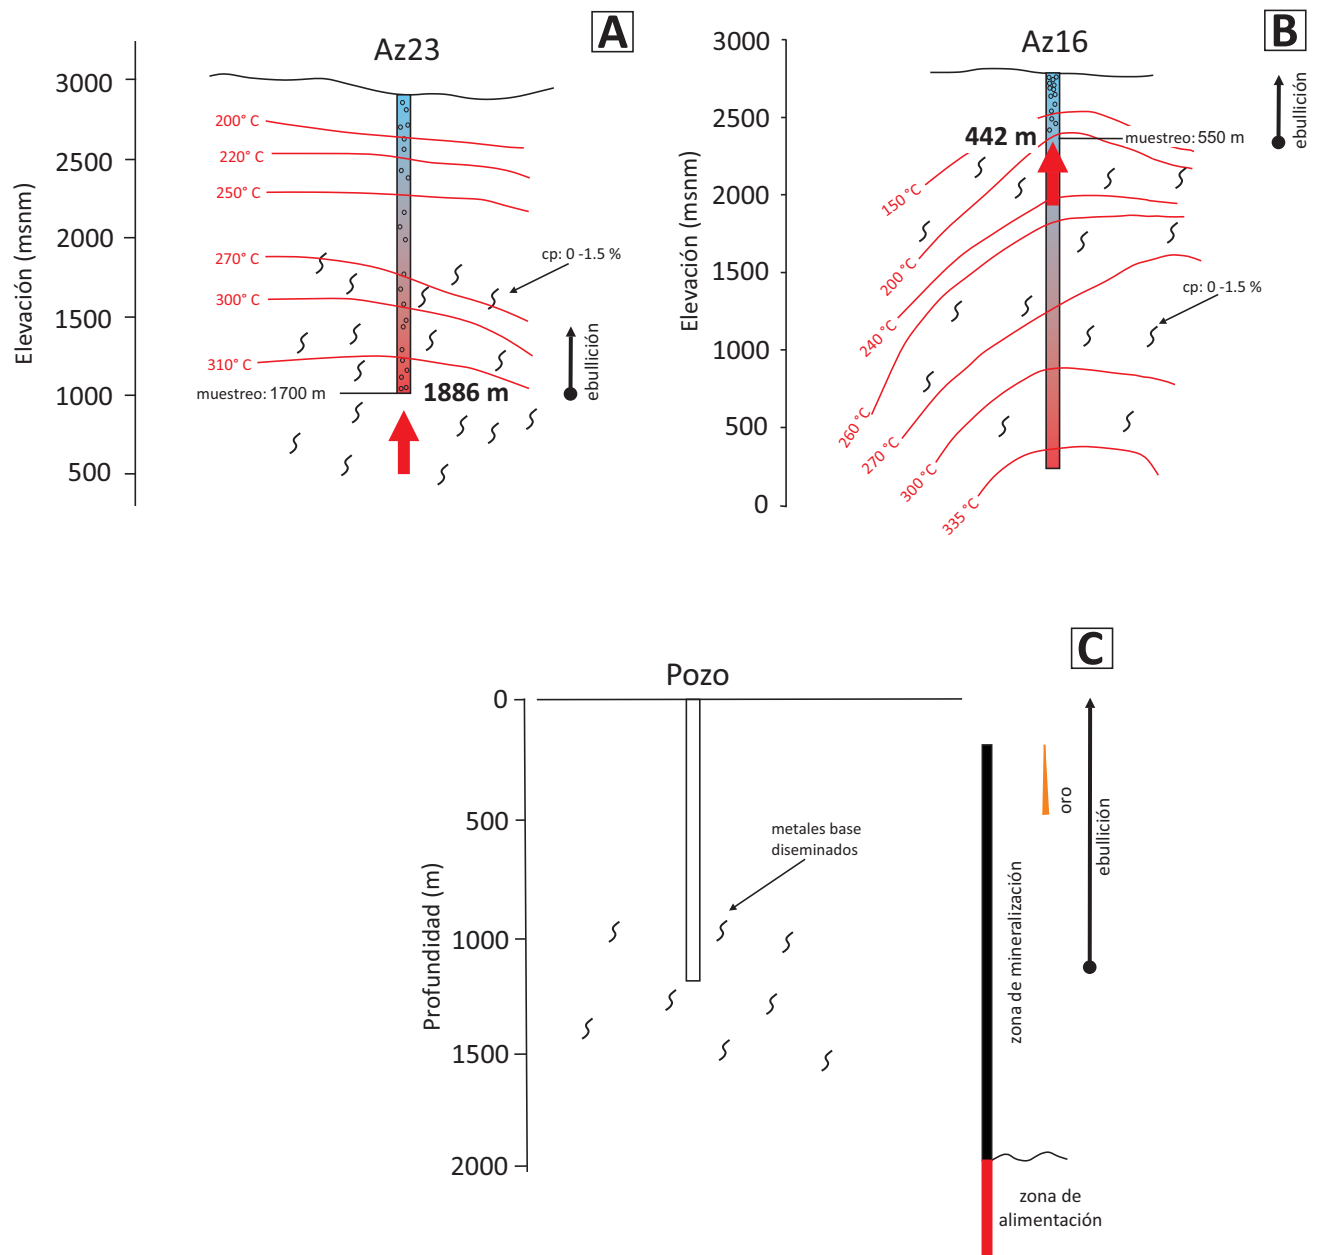 A
Az23
3000
2500
2000
1500
1000
500
Elevación (msnm)
200° C
220° C
250° C
270° C
300° C
310° C
cp: 0 -1.5 %
muestreo: 1700 m
1886 m
ebullición
B
Az16
3000
2500
2000
1500
1000
500
0
Elevación (msnm)
442 m
muestreo: 550 m
150 °C
200 °C
240 °C
260 °C
270 °C
300 °C
335 °C
cp: 0 -1.5 %
ebullición
C
Pozo
0
500
1000
1500
2000
Profundidad (m)
metales base
diseminados
zona de mineralización
oro
ebullición
zona de
alimentación